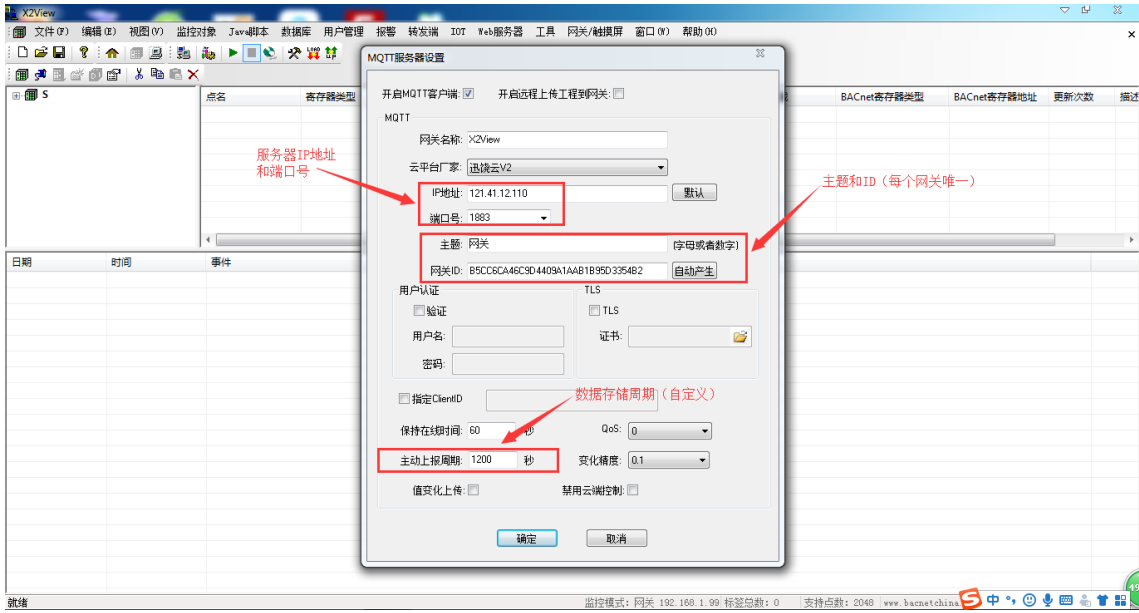 X2View
文件(F) 编辑(E) 视图(V) 监控对象 Java脚本 数据库 用户管理 报警 转发端 IOT Web服务器 工具 网关/触摸屏 窗口(W) 帮助(H)
MQTT服务器设置
S
点名 寄存器类型 BACnet寄存器类型 BACnet寄存器地址 更新次数 描述
开启MQTT客户端: 开启远程上传工程到网关:
MQTT
网关名称: X2View
服务器IP地址
和端口号
云平台厂家: 迅饶云V2
主题和ID(每个网关唯一)
IP地址: 121.41.12.110 默认
端口号: 1883
主题: 网关 (字母或者数字)
日期 时间 事件
网关ID: B5CC6CA46C9D4409A1AAB1B95D3354B2 自动产生
用户认证 TLS
验证 TLS
用户名: 证书:
密码:
数据存储周期(自定义)
指定ClientID
保持在线时间: 60 秒 QoS: 0
主动上报周期: 1200 秒 变化精度: 0.1
值变化上传: 禁用云端控制:
确定 取消
就绪 监控模式: 网关 192.168.1.99 标签总数: 0 支持点数: 2048 www.bacnetchina 中